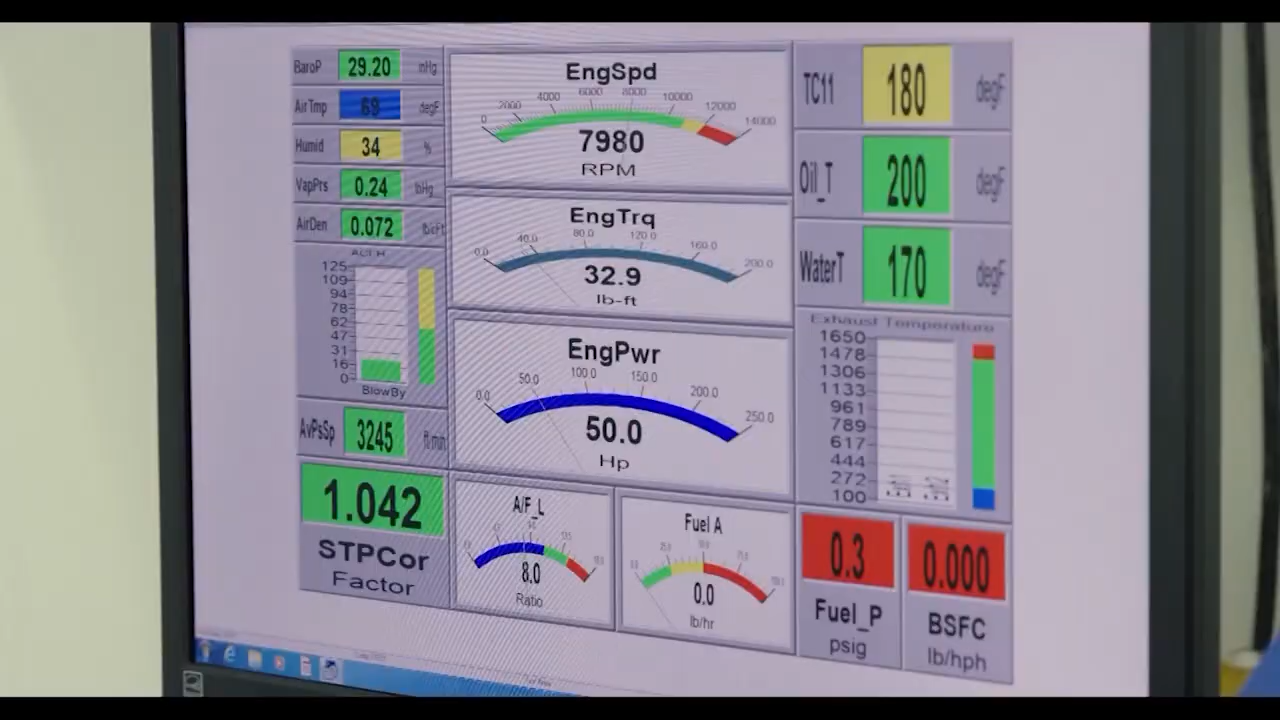 BaroP 29.20 inHg
AirTmp 69 degF
Humid 34 %
VapPrs 0.24 IbHg
AirDen 0.072 lb/cFt
125
109
94
78
62
47
31
16
0
BlowBy
AvPsSp 3245 ft/min
1.042
STPCor
Factor
EngSpd
0 2000 4000 6000 8000 10000 12000 14000
7980
RPM
EngTrq
0.0 40.0 80.0 120.0 160.0 200.0
32.9
lb-ft
EngPwr
0.0 50.0 100.0 150.0 200.0 250.0
50.0
Hp
A/F_L
8.0
Ratio
Fuel A
0.0
lb/hr
TC11 180 degF
Oil_T 200 degF
WaterT 170 degF
Exhaust Temperature
1650
1478
1306
1133
961
789
617
444
272
100
0.3
Fuel_P
psig
0.000
BSFC
lb/hph